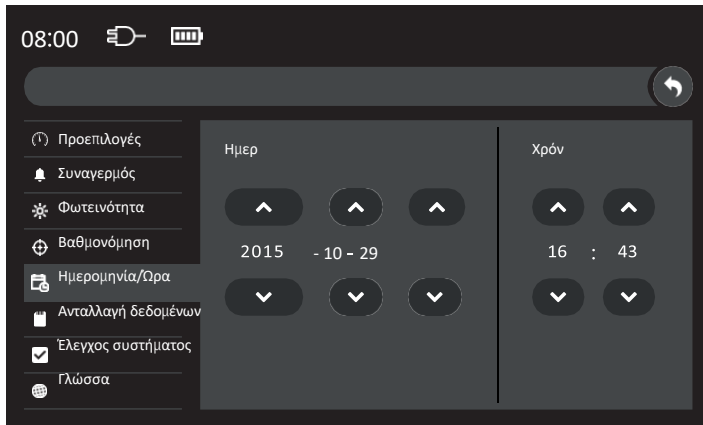 08:00
Προεπιλογές
Συναγερμός
Φωτεινότητα
Βαθμονόμηση
Ημερομηνία/Ώρα
Ανταλλαγή δεδομένων
Έλεγχος συστήματος
Γλώσσα
Ημερ
2015 - 10 - 29
Χρόν
16 : 43